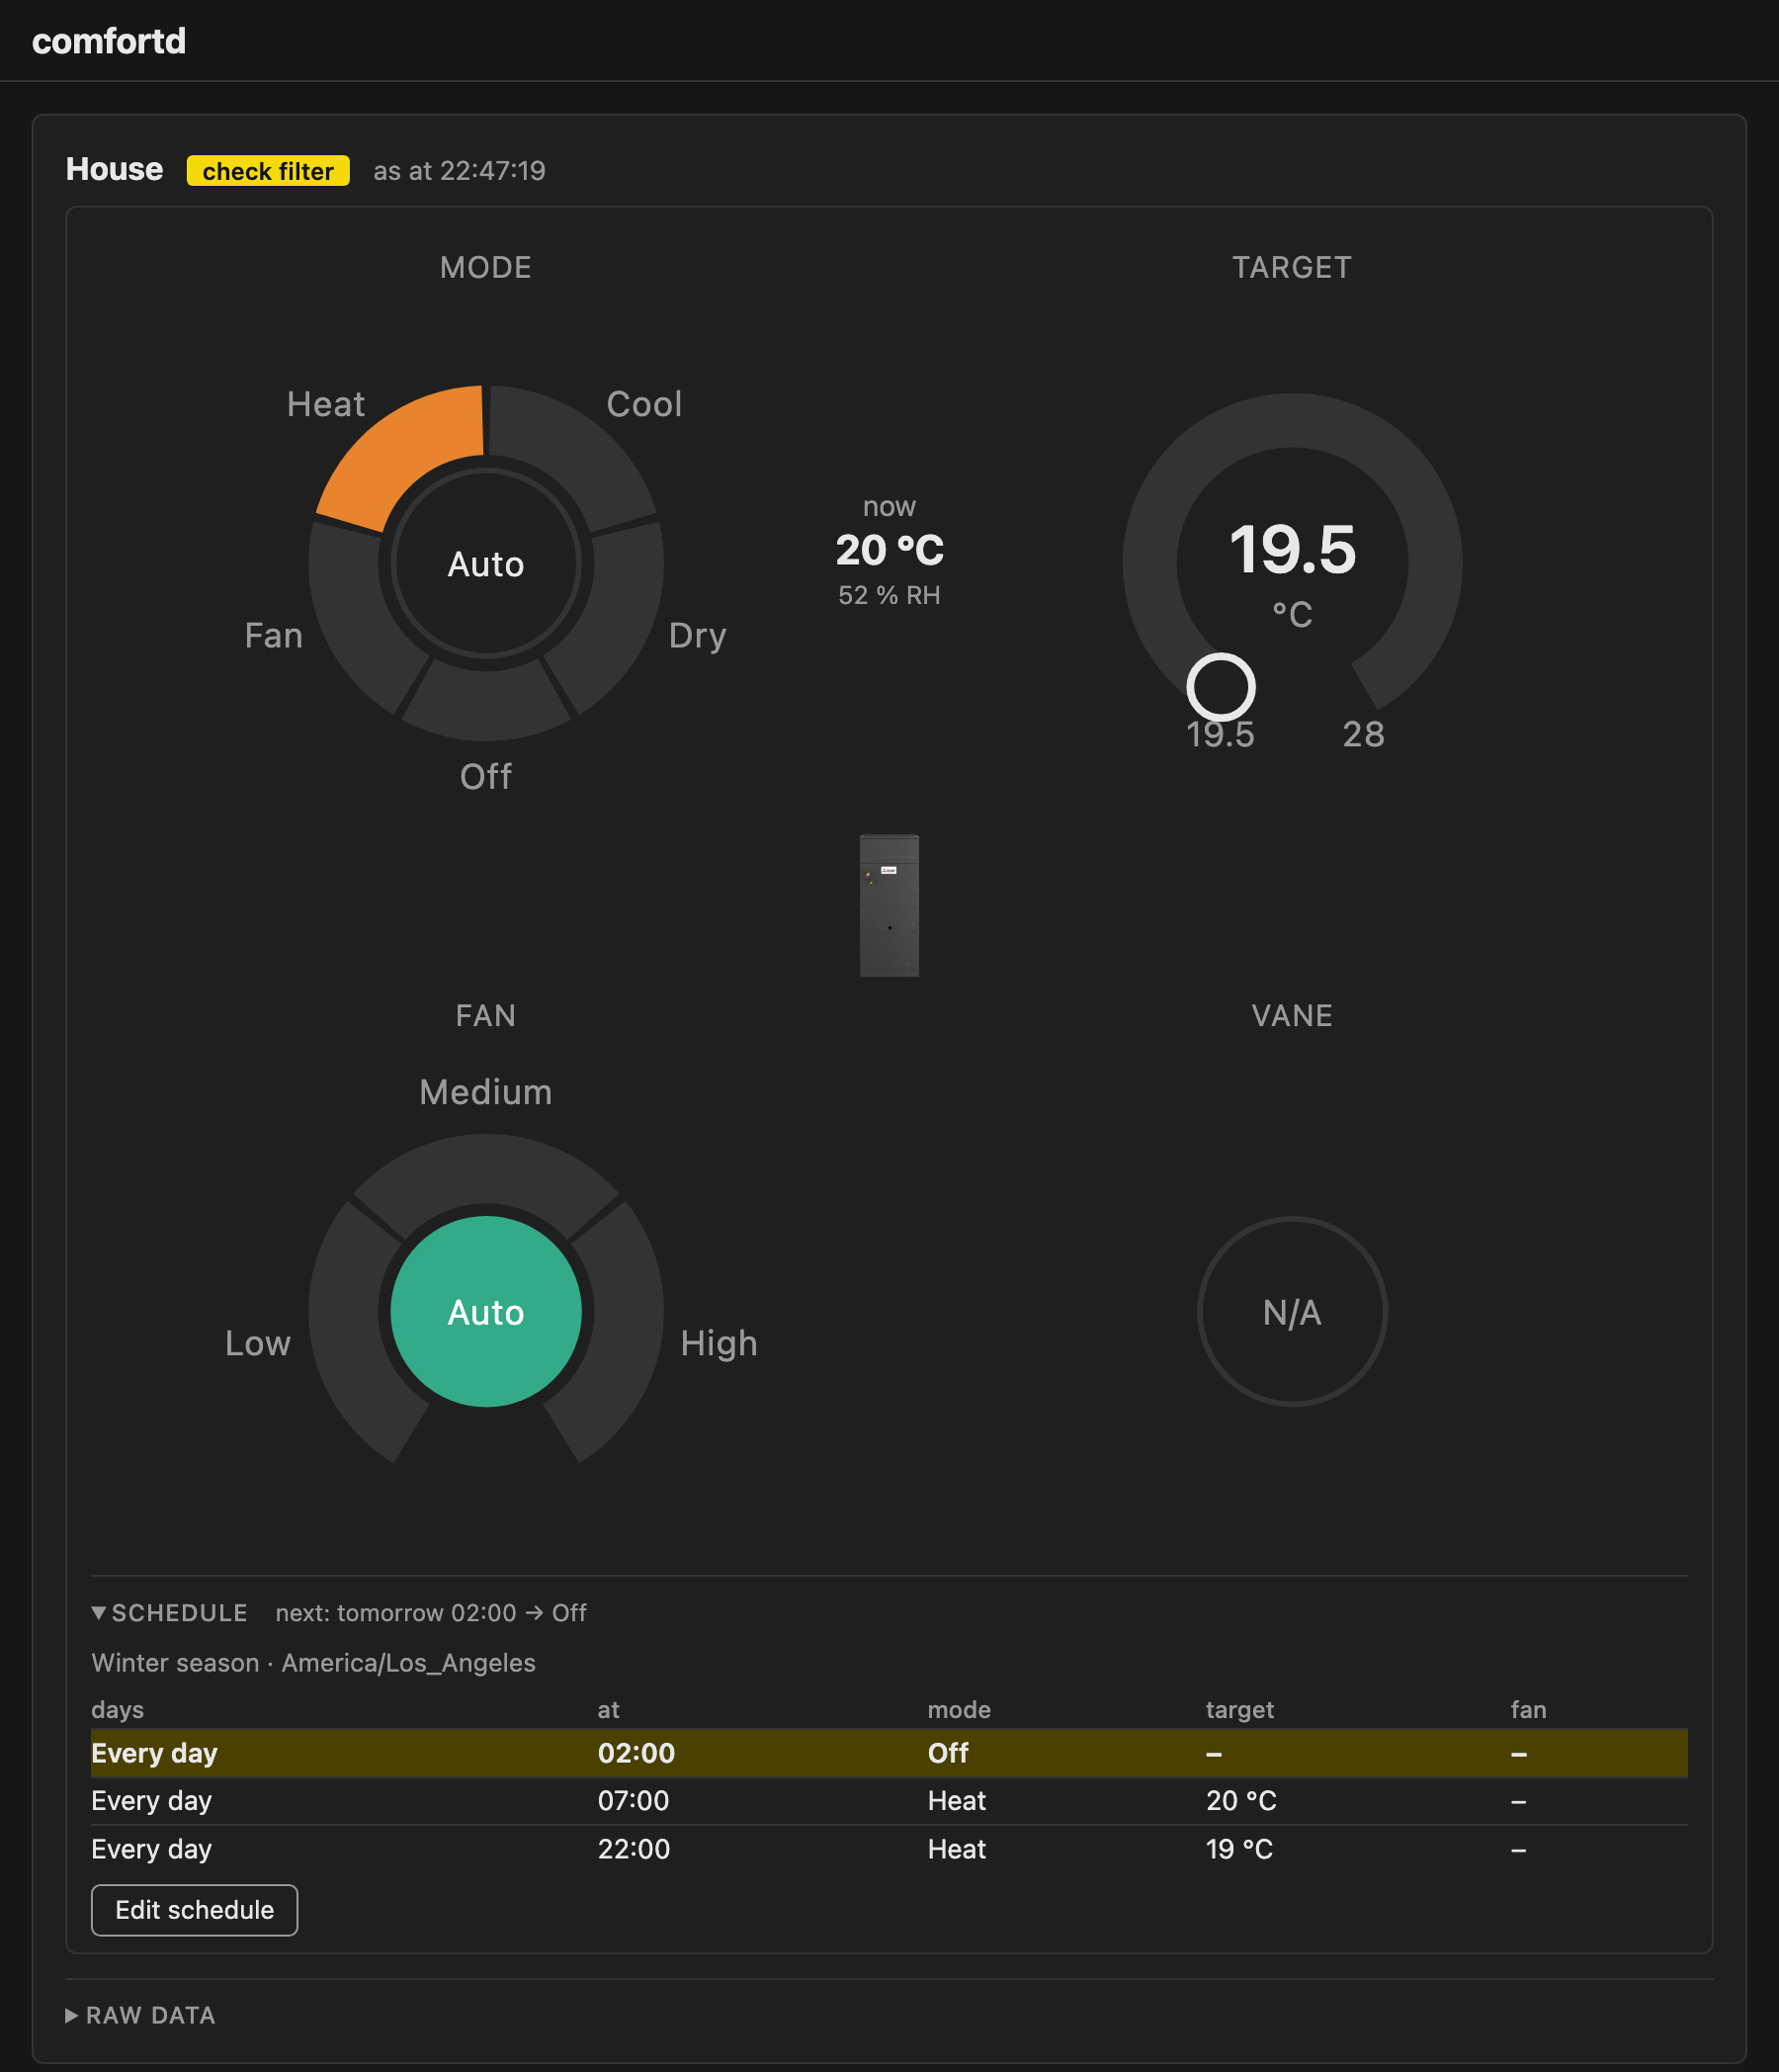 comfortd
House check filter as at 22:47:19
MODE
TARGET
Heat
Cool
Auto
Fan
Dry
Off
now
20 °C
52 % RH
19.5
°C
19.5
28
FAN
VANE
Medium
Low
Auto
High
N/A
▼ SCHEDULE next: tomorrow 02:00 → Off
Winter season · America/Los_Angeles
days at mode target fan
Every day 02:00 Off – –
Every day 07:00 Heat 20 °C –
Every day 22:00 Heat 19 °C –
Edit schedule
▶ RAW DATA